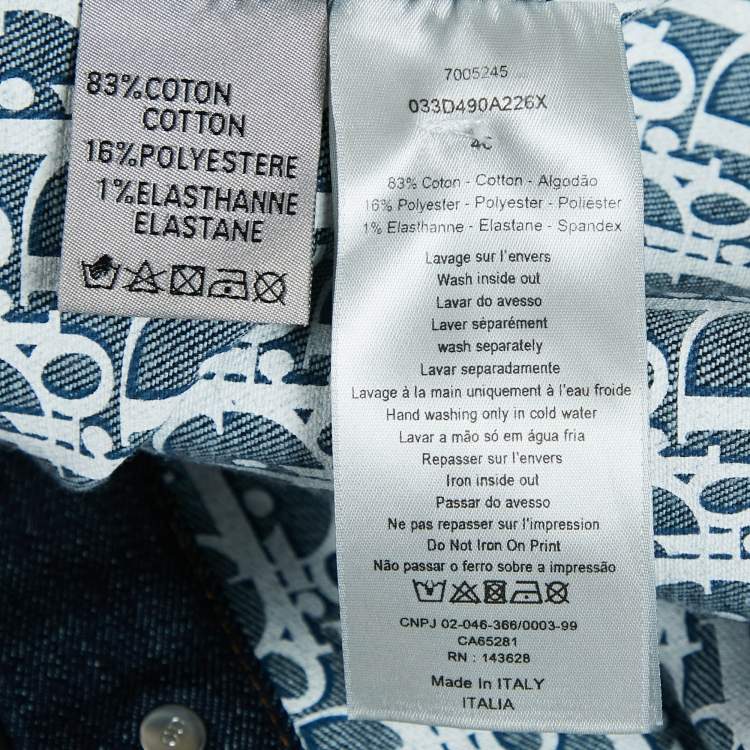 83%COTON
COTTON
16%POLYESTERE
1%ELASTHANNE
ELASTANE
7005245
033D490A226X
4C
83% Coton - Cotton - Algodão
16% Polyester - Polyester - Poliéster
1% Elasthanne - Elastane - Spandex
Lavage sur l'envers
Wash inside out
Lavar do avesso
Laver séparément
wash separately
Lavar separadamente
Lavage à la main uniquement à l'eau froide
Hand washing only in cold water
Lavar a mão só em água fria
Repasser sur l'envers
Iron inside out
Passar do avesso
Ne pas repasser sur l'impression
Do Not Iron On Print
Não passar o ferro sobre a impressão
CNPJ 02-046-366/0003-99
CA65281
RN : 143628
Made In ITALY
ITALIA